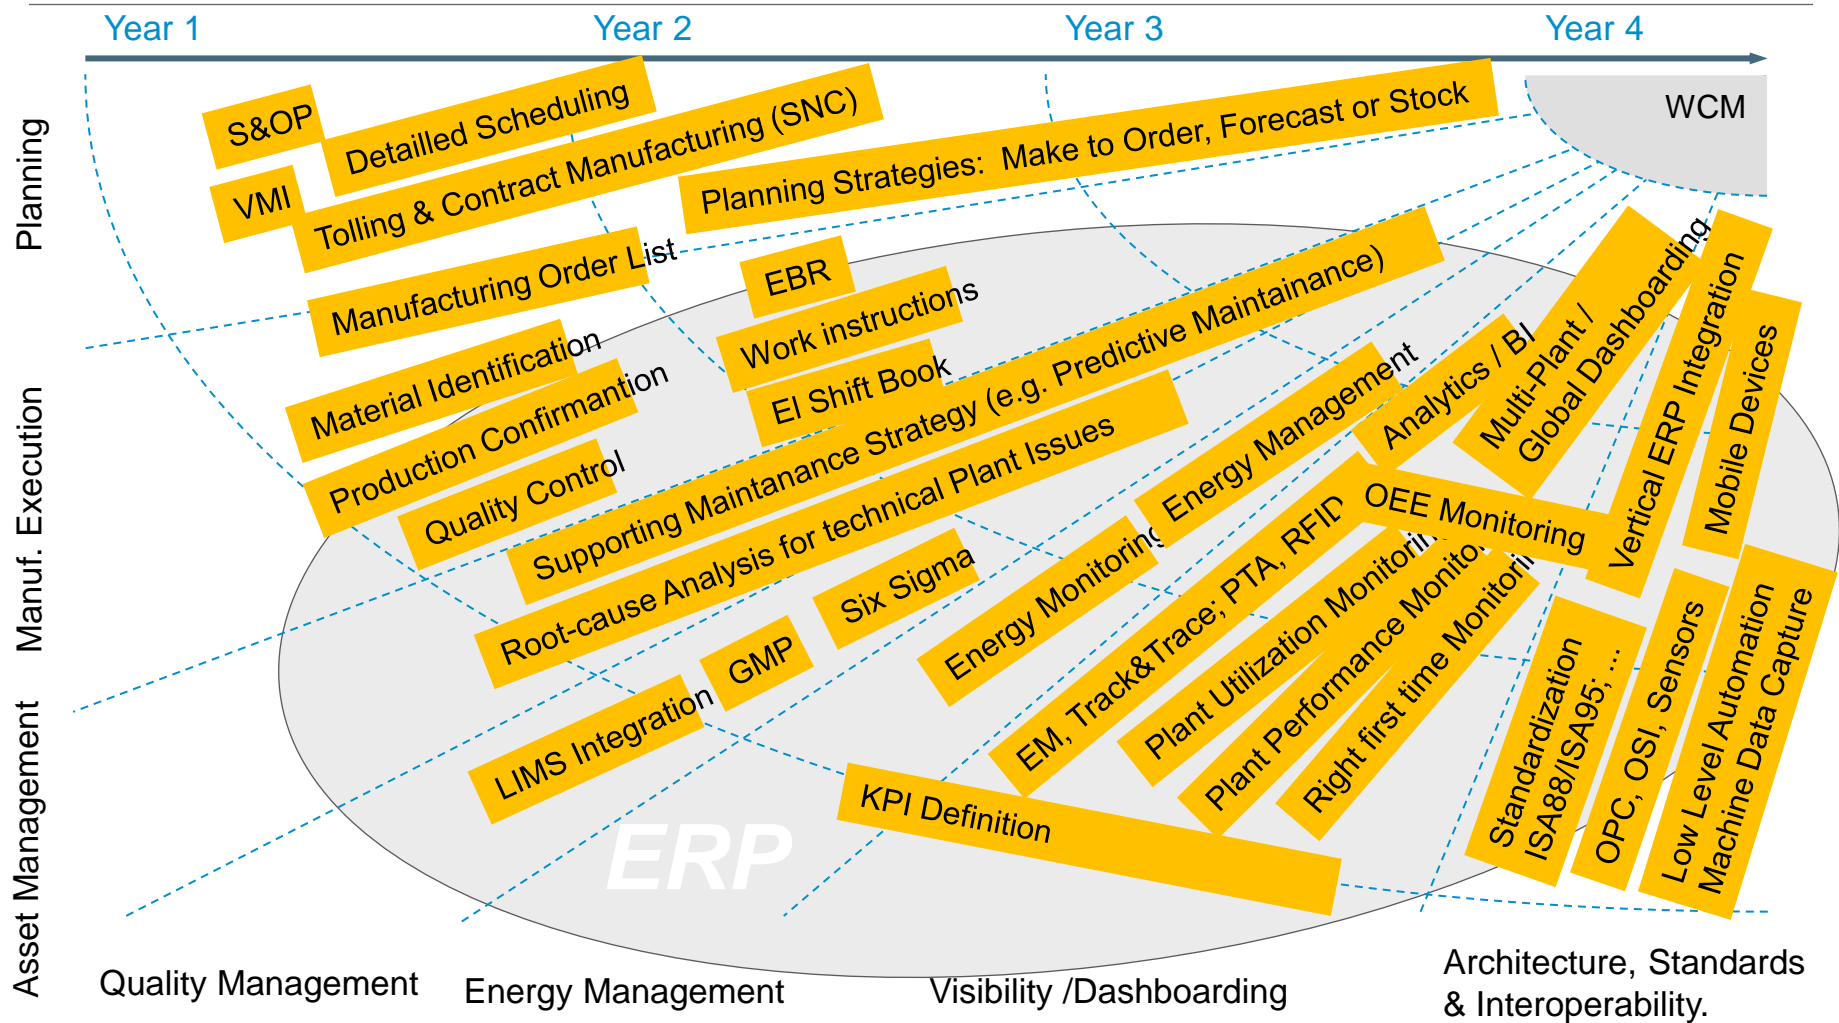 Year 1
Year 2
Year 3
Year 4
WCM
Planning
Manuf. Execution
Asset Management
S&OP
Detailled Scheduling
VMI
Tolling & Contract Manufacturing (SNC)
Planning Strategies:  Make to Order, Forecast or Stock
Manufacturing Order List
EBR
Material Identification
Work instructions
Production Confirmantion
El Shift Book
Quality Control
Supporting Maintanance Strategy (e.g. Predictive Maintainance)
Root-cause Analysis for technical Plant Issues
Six Sigma
GMP
LIMS Integration
Energy Monitoring
Energy Management
Analytics / BI
Multi-Plant /
Global Dashboarding
Vertical ERP Integration
Mobile Devices
OEE Monitoring
EM, Track&Trace; PTA, RFID
Plant Utilization Monitorin
Plant Performance Monitor
Right first time Monitorin
KPI Definition
Standardization
ISA88/ISA95; ...
OPC, OSI, Sensors
Low Level Automation
Machine Data Capture
ERP
Quality Management
Energy Management
Visibility /Dashboarding
Architecture, Standards
& Interoperability.